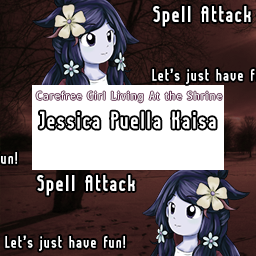 Spell Attack
Let's just have f
Carefree Girl Living At the Shrine
Jessica Puella Haisa
un!
Spell Attack
Let's just have fun!